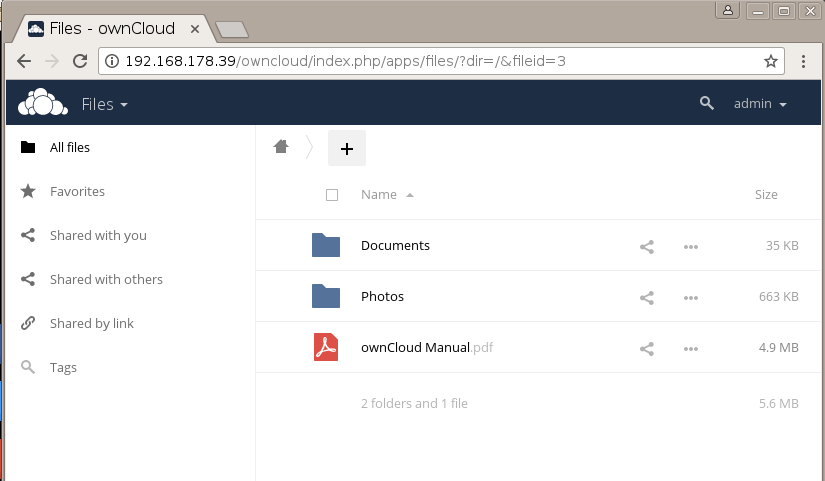 Files - ownCloud
192.168.178.39/owncloud/index.php/apps/files/?dir=/&fileid=3
Files
admin
All files
Favorites
Shared with you
Shared with others
Shared by link
Tags
Name Size
Documents 35 KB
Photos 663 KB
ownCloud Manual.pdf 4.9 MB
2 folders and 1 file 5.6 MB